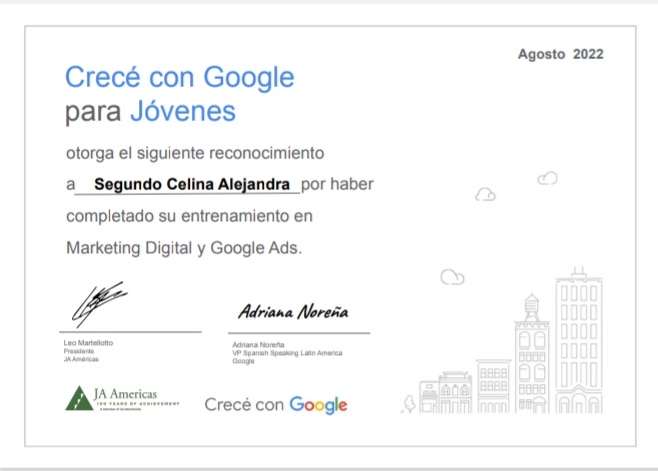 Agosto 2022
Crecé con Google
para Jóvenes
otorga el siguiente reconocimiento
a Segundo Celina Alejandra por haber
completado su entrenamiento en
Marketing Digital y Google Ads.
Adriana Noreña
Leo Martellotto
Presidente
JA Américas
Adriana Noreña
VP Spanish Speaking Latin America
Google
JA Americas
100 YEARS OF ACHIEVEMENT
Crecé con Google